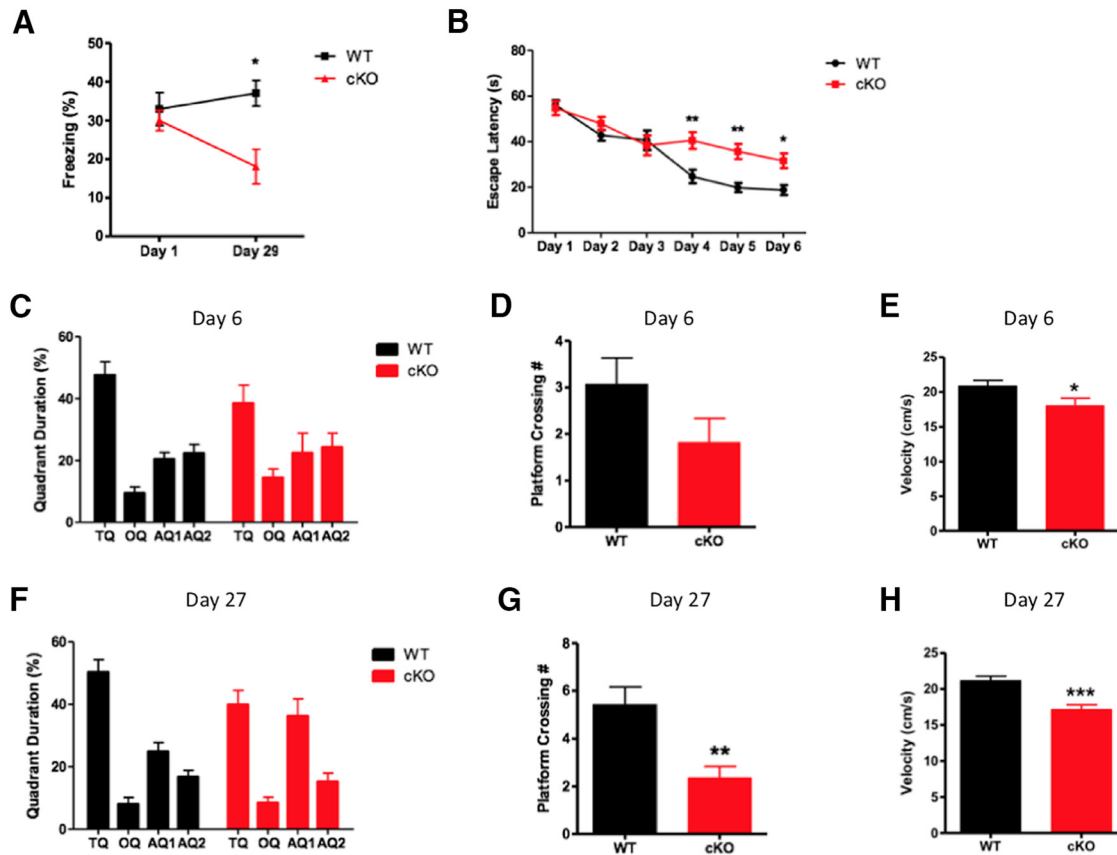 A
Freezing (%)
50
40
30
20
10
0
*
Day 1
Day 29
WT
cKO
B
Escape Latency (s)
80
60
40
20
0
**
**
*
Day 1
Day 2
Day 3
Day 4
Day 5
Day 6
WT
cKO
C
Day 6
Quadrant Duration (%)
60
40
20
0
TQ
OQ
AQ1
AQ2
TQ
OQ
AQ1
AQ2
WT
cKO
D
Day 6
Platform Crossing #
4
3
2
1
0
WT
cKO
E
Day 6
Velocity (cm/s)
25
20
15
10
5
0
*
WT
cKO
F
Day 27
Quadrant Duration (%)
60
40
20
0
TQ
OQ
AQ1
AQ2
TQ
OQ
AQ1
AQ2
WT
cKO
G
Day 27
Platform Crossing #
8
6
4
2
0
**
WT
cKO
H
Day 27
Velocity (cm/s)
25
20
15
10
5
0
***
WT
cKO